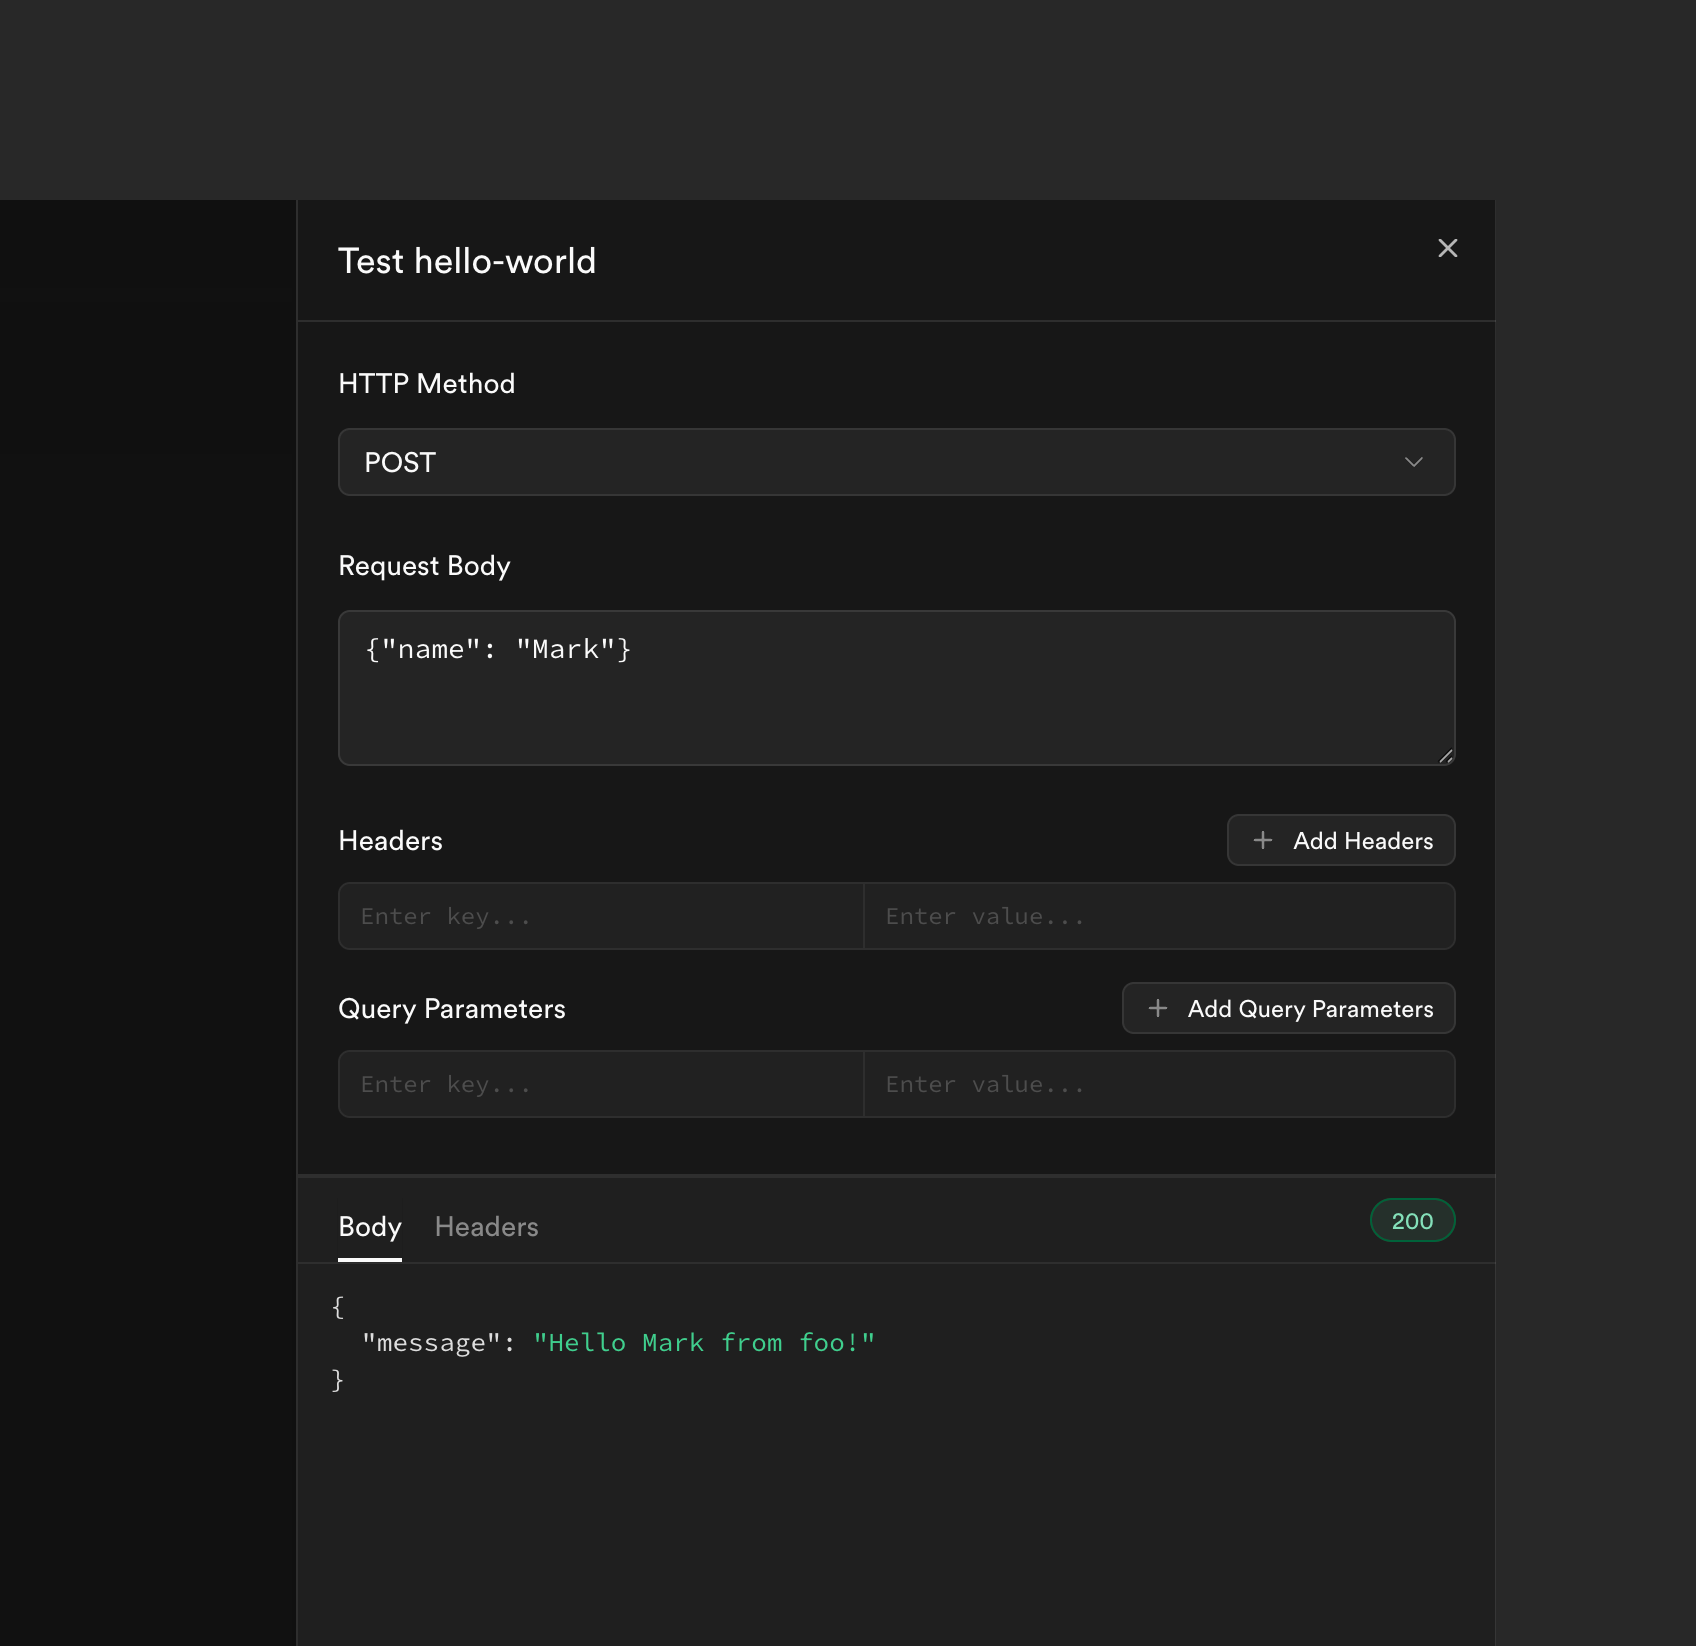 Test hello-world
HTTP Method
POST
Request Body
{"name": "Mark"}
Headers
Add Headers
Enter key...
Enter value...
Query Parameters
Add Query Parameters
Enter key...
Enter value...
Body
Headers
200
{
"message": "Hello Mark from foo!"
}